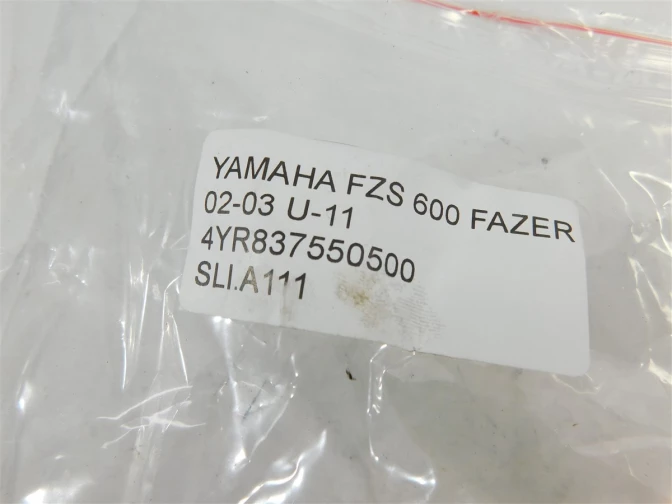 YAMAHA FZS 600 FAZER
02-03 U-11
4YR837550500
SLI.A111